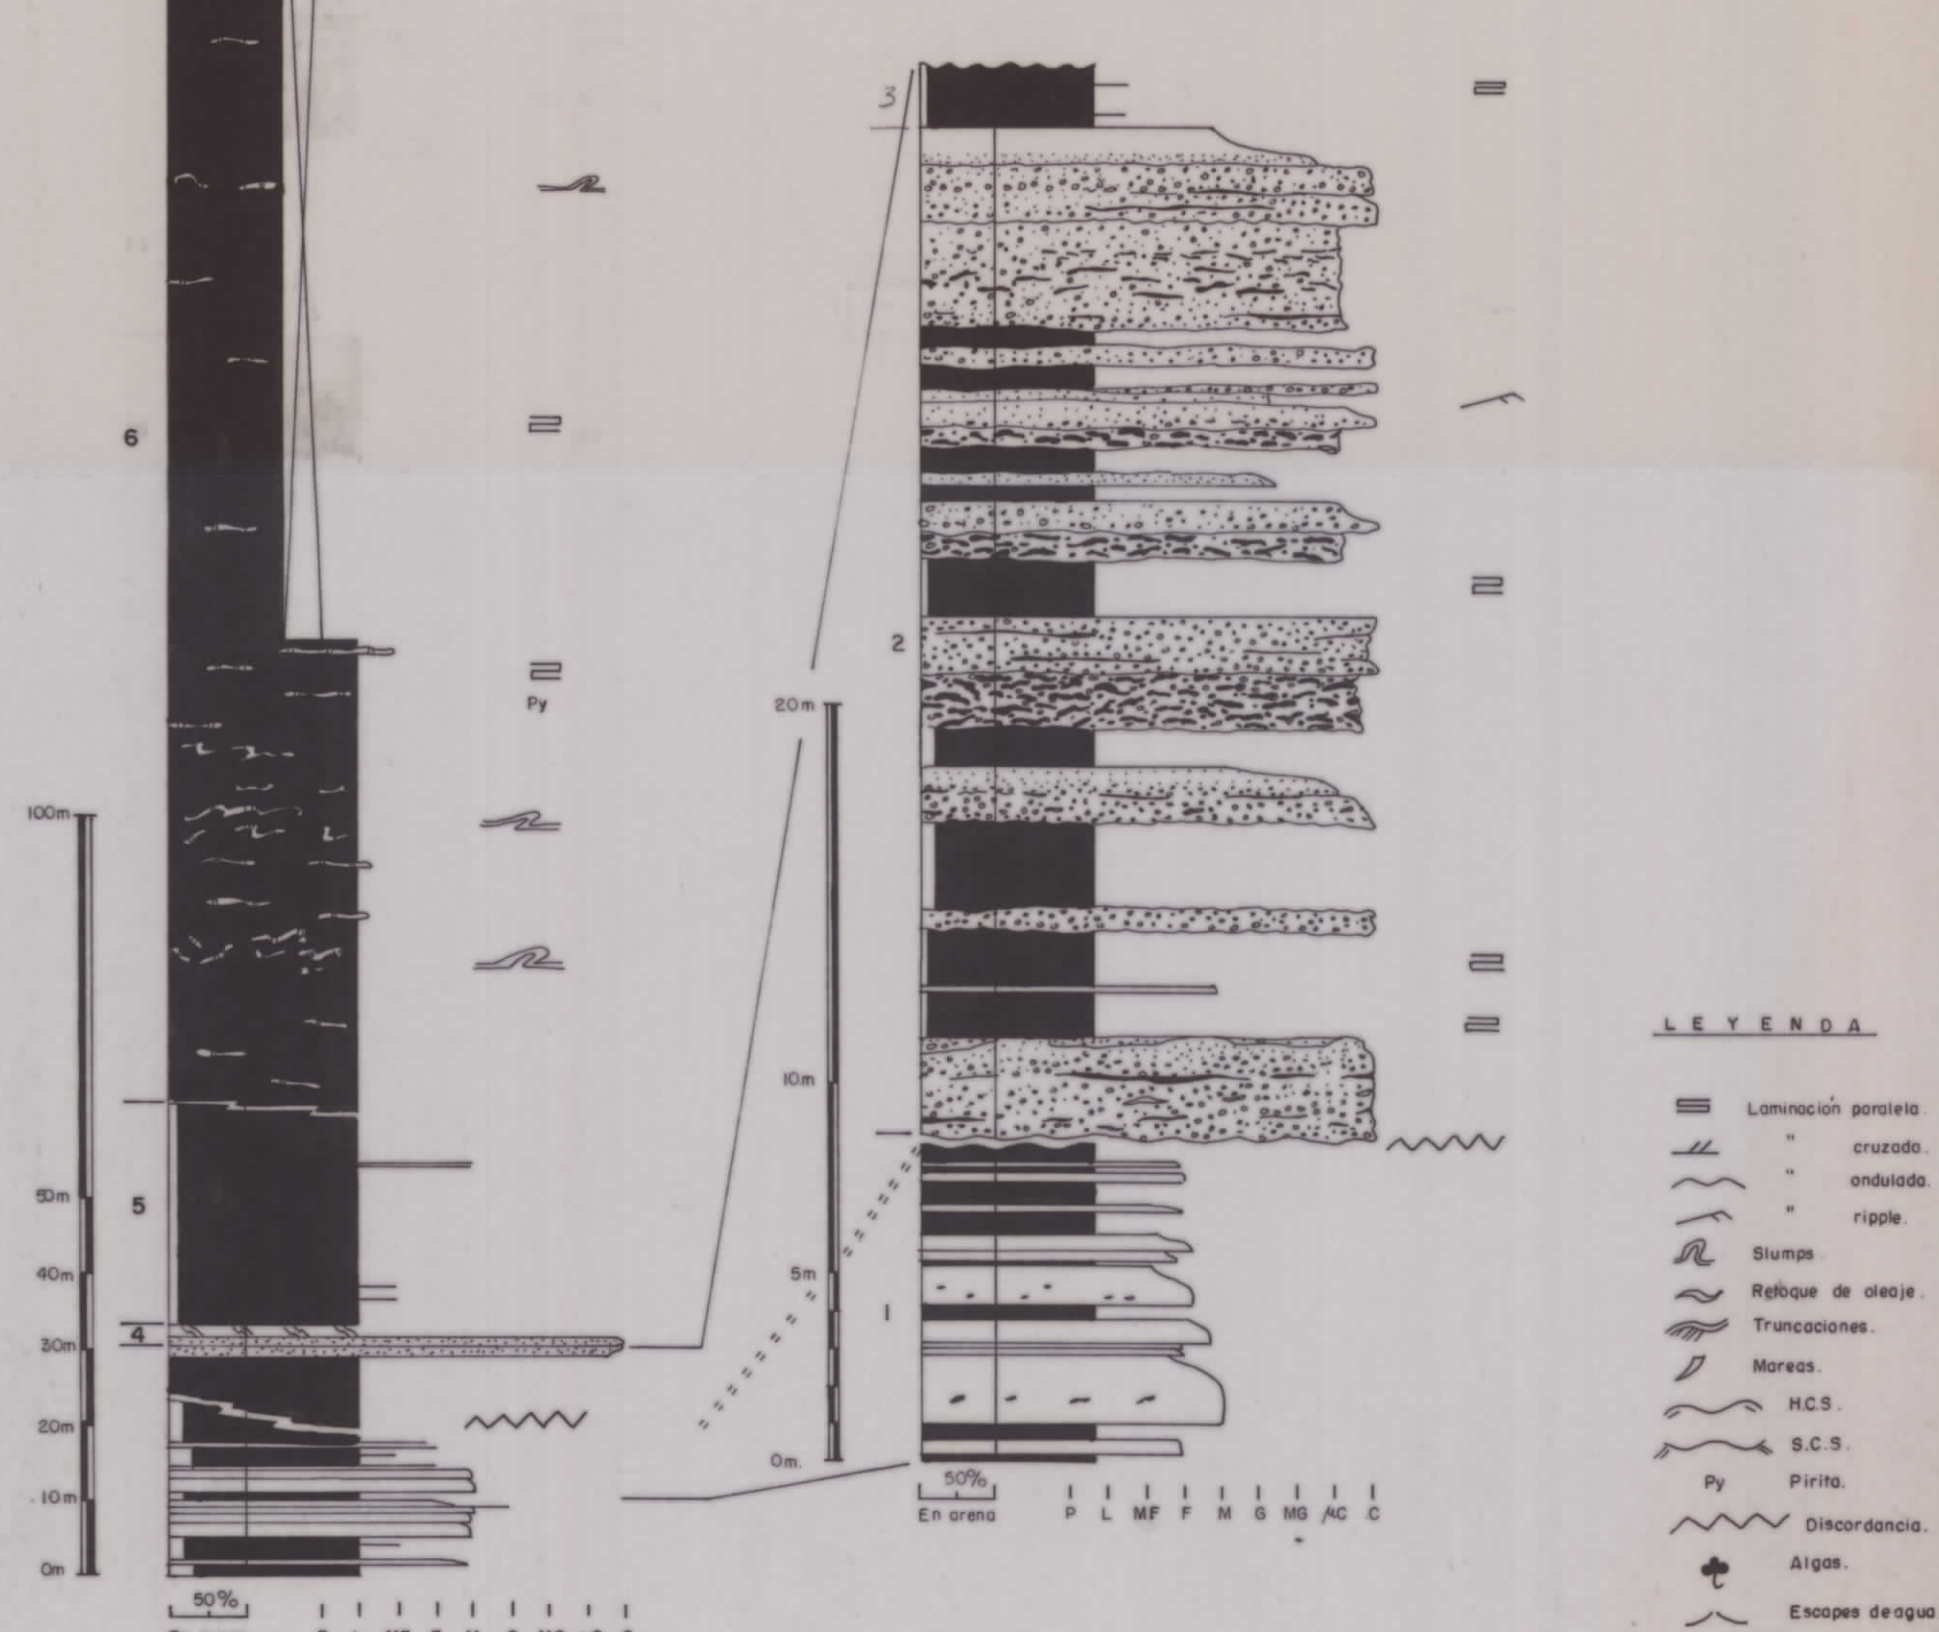 6
Py
100m
50m
5
40m
4
30m
20m
10m
0m
50%
3
2
20m
10m
5m
1
0m.
50%
En arena P L MF F M G MG µC C
L E Y E N D A
Laminación paralela.
" cruzada.
" ondulada.
" ripple.
Slumps.
Retoque de oleaje.
Truncaciones.
Mareas.
H.C.S.
S.C.S.
Py Pirita.
Discordancia.
Algas.
Escapes de agua